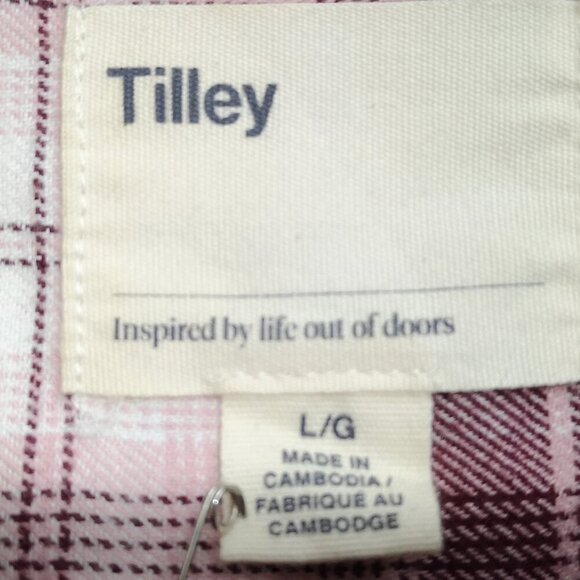 Tilley
Inspired by life out of doors
L/G
MADE IN
CAMBODIA /
FABRIQUE AU
CAMBODGE